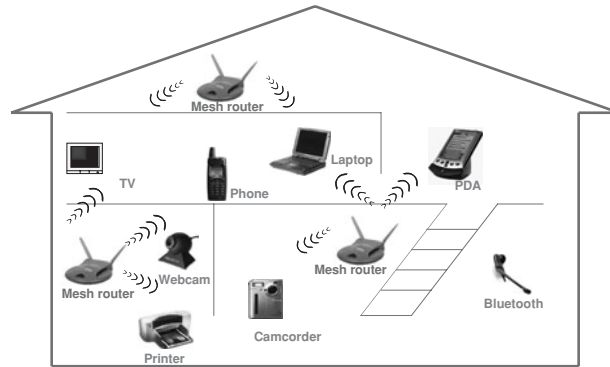 Mesh router
Laptop
TV
Phone
PDA
Webcam
Mesh router
Mesh router
Bluetooth
Camcorder
Printer